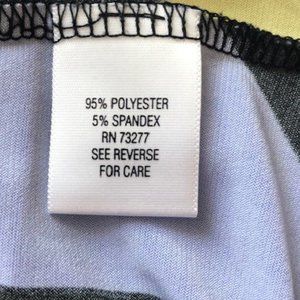 95% POLYESTER
5% SPANDEX
RN 73277
SEE REVERSE
FOR CARE